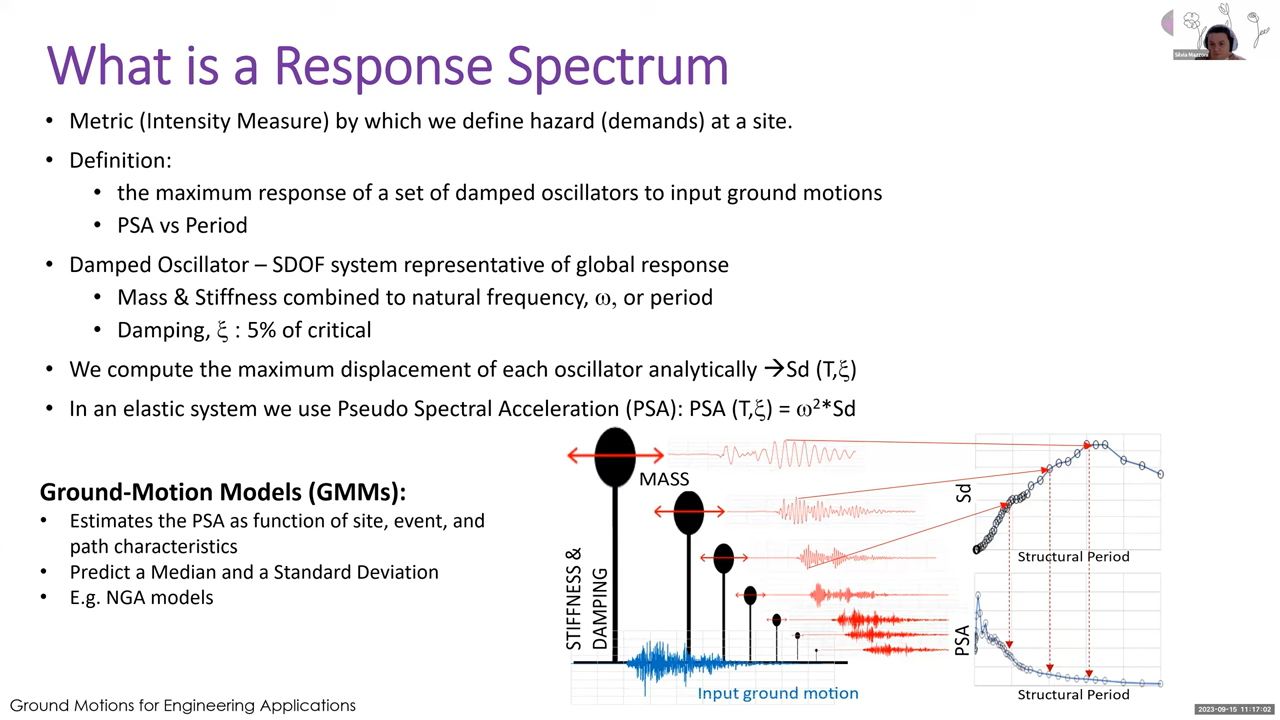 What is a Response Spectrum
Silvia Mazzoni
• Metric (Intensity Measure) by which we define hazard (demands) at a site.
• Definition:
• the maximum response of a set of damped oscillators to input ground motions
• PSA vs Period
• Damped Oscillator – SDOF system representative of global response
• Mass & Stiffness combined to natural frequency, ω, or period
• Damping, ξ : 5% of critical
• We compute the maximum displacement of each oscillator analytically →Sd (T,ξ)
• In an elastic system we use Pseudo Spectral Acceleration (PSA): PSA (T,ξ) = ω²*Sd
Ground-Motion Models (GMMs):
• Estimates the PSA as function of site, event, and
path characteristics
• Predict a Median and a Standard Deviation
• E.g. NGA models
MASS
STIFFNESS &
DAMPING
Input ground motion
Sd
Structural Period
PSA
Structural Period
Ground Motions for Engineering Applications
2023-09-15 11:17:02